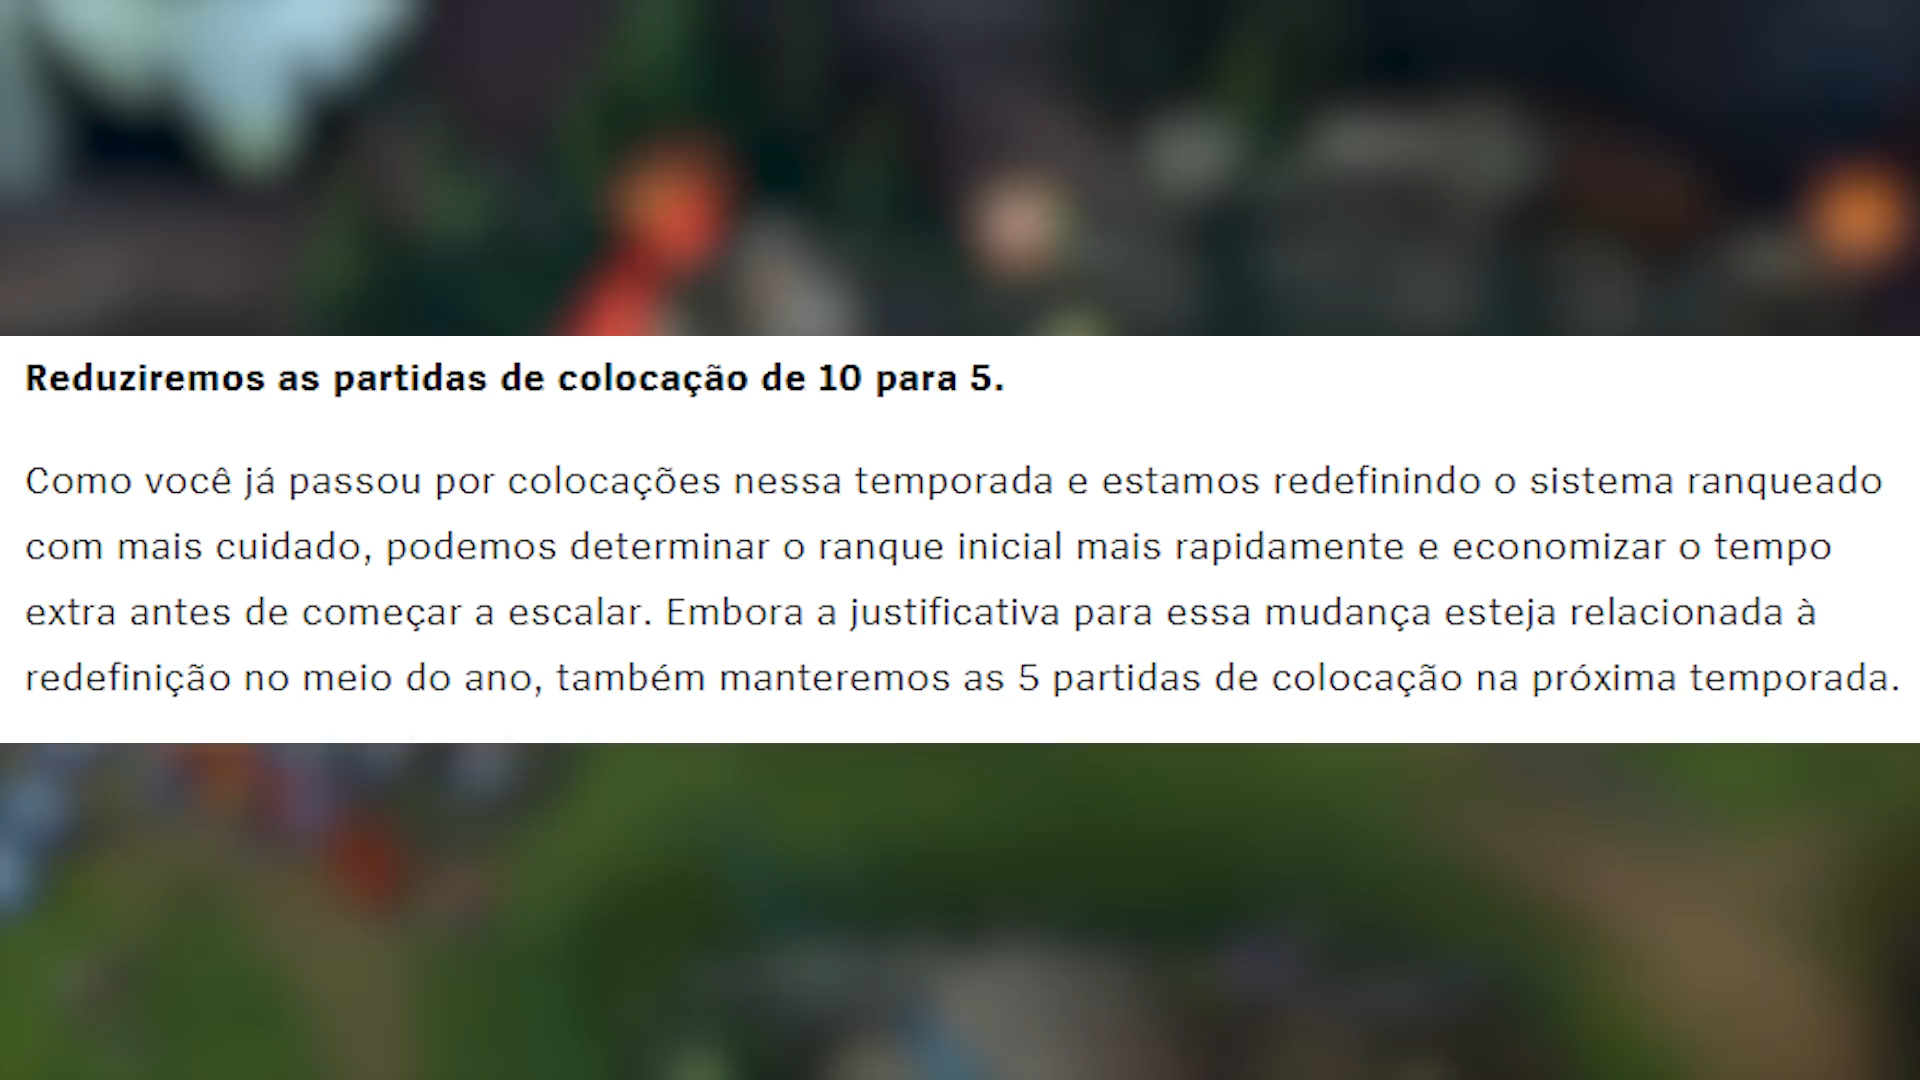 Reduziremos as partidas de colocação de 10 para 5.
Como você já passou por colocações nessa temporada e estamos redefinindo o sistema ranqueado
com mais cuidado, podemos determinar o ranque inicial mais rapidamente e economizar o tempo
extra antes de começar a escalar. Embora a justificativa para essa mudança esteja relacionada à
redefinição no meio do ano, também manteremos as 5 partidas de colocação na próxima temporada.